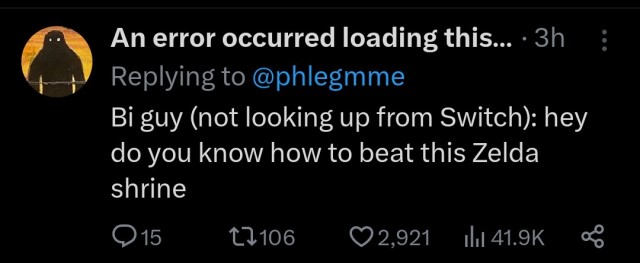 An error occurred loading this... · 3h
Replying to @phlegmme
Bi guy (not looking up from Switch): hey
do you know how to beat this Zelda
shrine
15 106 2,921 41.9K